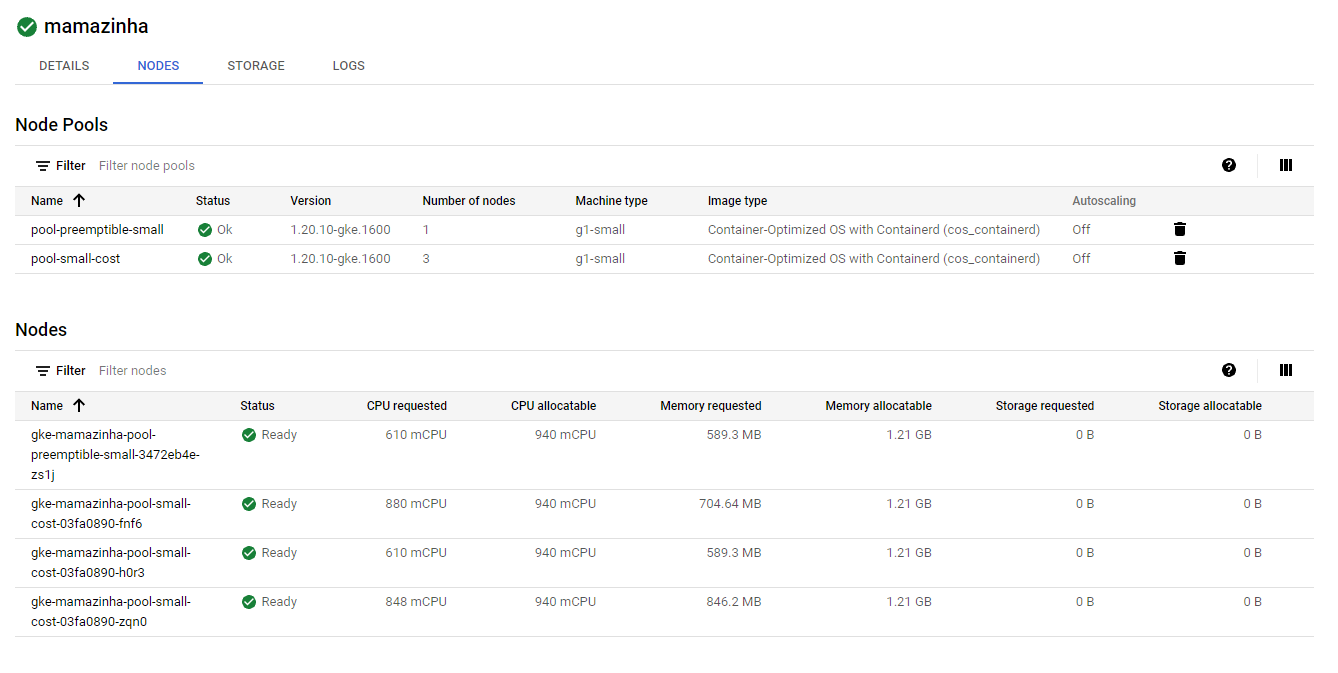 mamazinha
DETAILS NODES STORAGE LOGS
Node Pools
Filter Filter node pools
Name Status Version Number of nodes Machine type Image type Autoscaling
pool-preemptible-small Ok 1.20.10-gke.1600 1 g1-small Container-Optimized OS with Containerd (cos_containerd) Off
pool-small-cost Ok 1.20.10-gke.1600 3 g1-small Container-Optimized OS with Containerd (cos_containerd) Off
Nodes
Filter Filter nodes
Name Status CPU requested CPU allocatable Memory requested Memory allocatable Storage requested Storage allocatable
gke-mamazinha-pool- Ready 610 mCPU 940 mCPU 589.3 MB 1.21 GB 0 B 0 B
preemptible-small-3472eb4e-
zs1j
gke-mamazinha-pool-small- Ready 880 mCPU 940 mCPU 704.64 MB 1.21 GB 0 B 0 B
cost-03fa0890-fnf6
gke-mamazinha-pool-small- Ready 610 mCPU 940 mCPU 589.3 MB 1.21 GB 0 B 0 B
cost-03fa0890-h0r3
gke-mamazinha-pool-small- Ready 848 mCPU 940 mCPU 846.2 MB 1.21 GB 0 B 0 B
cost-03fa0890-zqn0